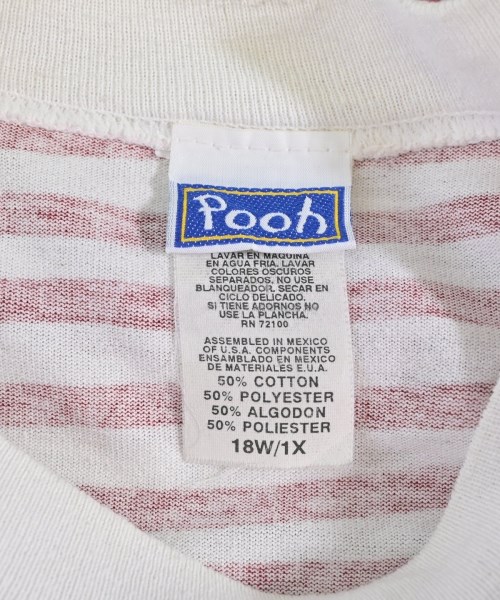 Pooh
LAVAR EN MAQUINA
EN AGUA FRIA. LAVAR
COLORES OSCUROS
SEPARADOS. NO USE
BLANQUEADOR. SECAR EN
CICLO DELICADO.
SI TIENE ADORNOS NO
USE LA PLANCHA.
RN 72100
ASSEMBLED IN MEXICO
OF U.S.A. COMPONENTS
ENSAMBLADO EN MEXICO
DE MATERIALES E.U.A.
50% COTTON
50% POLYESTER
50% ALGODON
50% POLIESTER
18W/1X